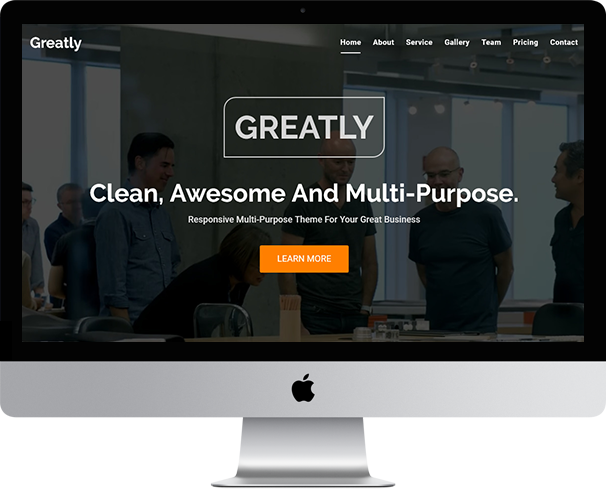 Greatly
Home About Service Gallery Team Pricing Contact
GREATLY
Clean, Awesome And Multi-Purpose.
Responsive Multi-Purpose Theme For Your Great Business
LEARN MORE